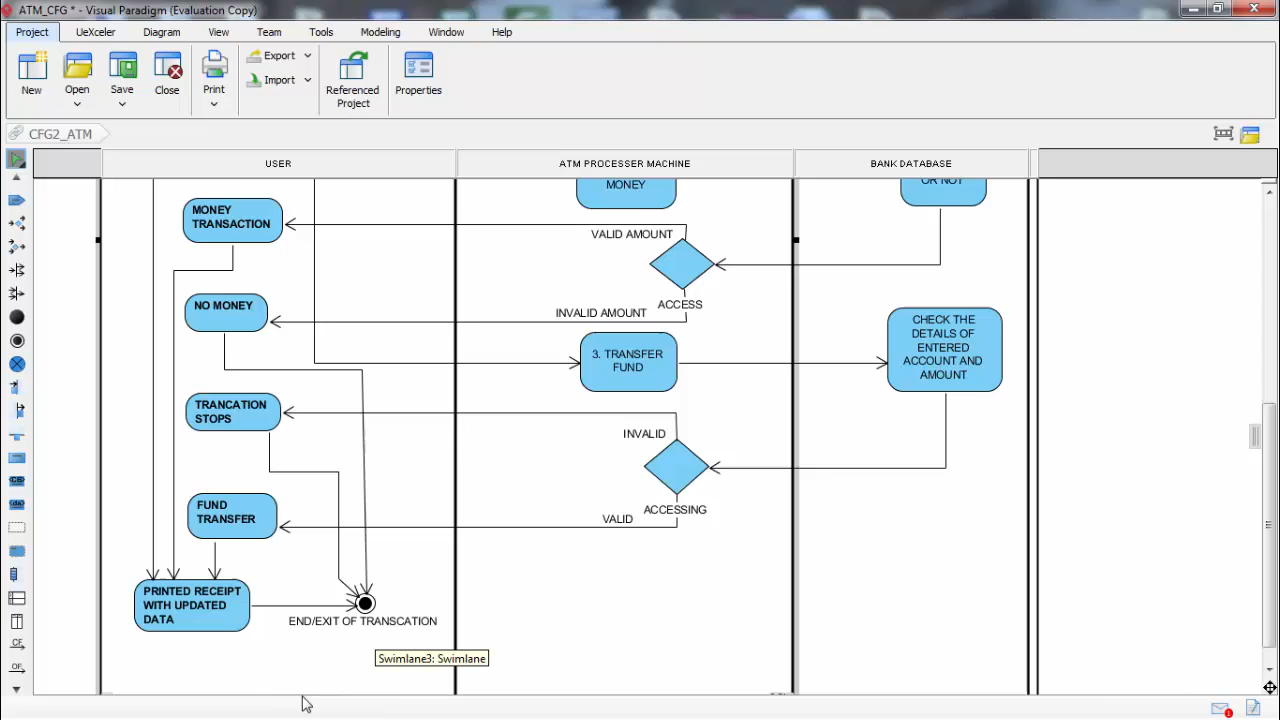 ATM_CFG * - Visual Paradigm (Evaluation Copy)
Project UeXceler Diagram View Team Tools Modeling Window Help
New
Open
Save
Close
Print
Export
Import
Referenced
Project
Properties
CFG2_ATM
USER
ATM PROCESSER MACHINE
BANK DATABASE
MONEY
OR NOT
MONEY
TRANSACTION
VALID AMOUNT
ACCESS
NO MONEY
INVALID AMOUNT
3. TRANSFER
FUND
CHECK THE
DETAILS OF
ENTERED
ACCOUNT AND
AMOUNT
TRANCATION
STOPS
INVALID
ACCESSING
FUND
TRANSFER
VALID
PRINTED RECEIPT
WITH UPDATED
DATA
END/EXIT OF TRANSCATION
Swimlane3: Swimlane
CB
CF
OF